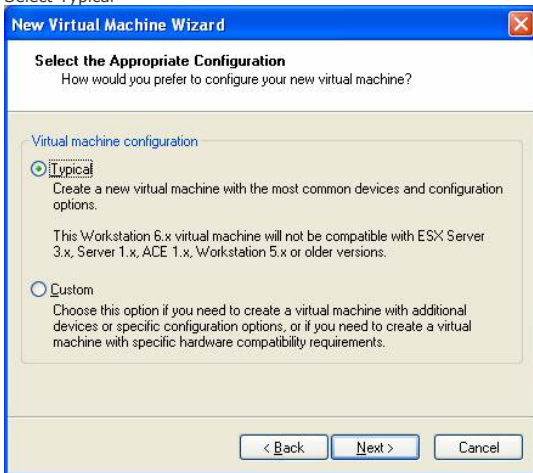 Select Typical
New Virtual Machine Wizard
Select the Appropriate Configuration
How would you prefer to configure your new virtual machine?
Virtual machine configuration
Typical
Create a new virtual machine with the most common devices and configuration
options.
This Workstation 6.x virtual machine will not be compatible with ESX Server
3.x, Server 1.x, ACE 1.x, Workstation 5.x or older versions.
Custom
Choose this option if you need to create a virtual machine with additional
devices or specific configuration options, or if you need to create a virtual
machine with specific hardware compatibility requirements.
< Back Next > Cancel